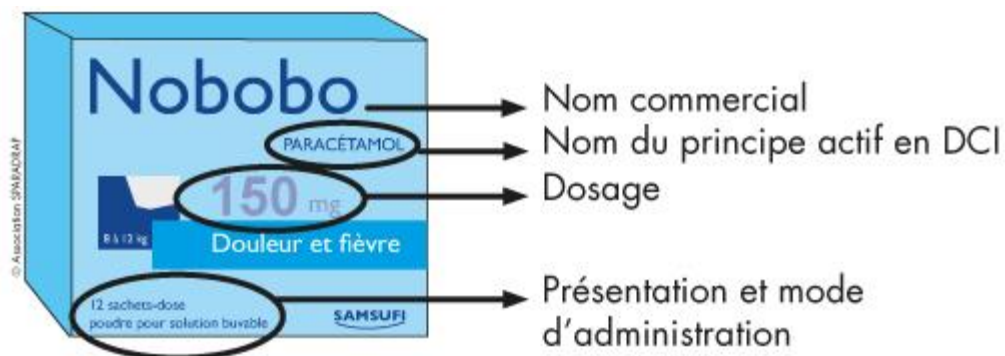 Nobobo
PARACÉTAMOL
150 mg
8 à 12 kg
Douleur et fièvre
12 sachets-dose
poudre pour solution buvable
SAMSUFI
Nom commercial
Nom du principe actif en DCI
Dosage
Présentation et mode
d'administration
© Association SPARADRAP